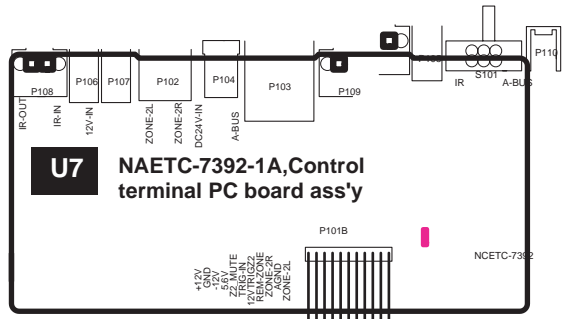 P110
P108
P106
P107
P102
P104
P103
P109
S101
IR
A-BUS
IR-OUT
IR-IN
12V-IN
ZONE-2L
ZONE-2R
DC24V-IN
A-BUS
U7
NAETC-7392-1A,Control
terminal PC board ass'y
P101B
NCETC-7392
+12V
GND
-12V
5.6V
Z2_MUTE
TRIG-IN
12VTRIGZ2
REM-ZONE
ZONE-2R
AGND
ZONE-2L